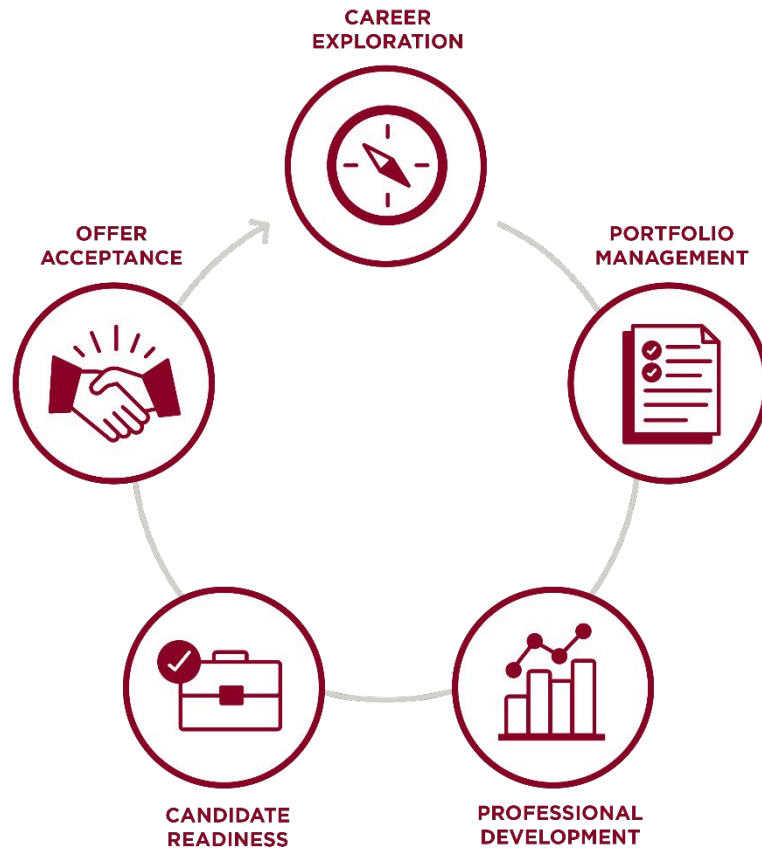 CAREER
EXPLORATION
OFFER
ACCEPTANCE
PORTFOLIO
MANAGEMENT
CANDIDATE
READINESS
PROFESSIONAL
DEVELOPMENT